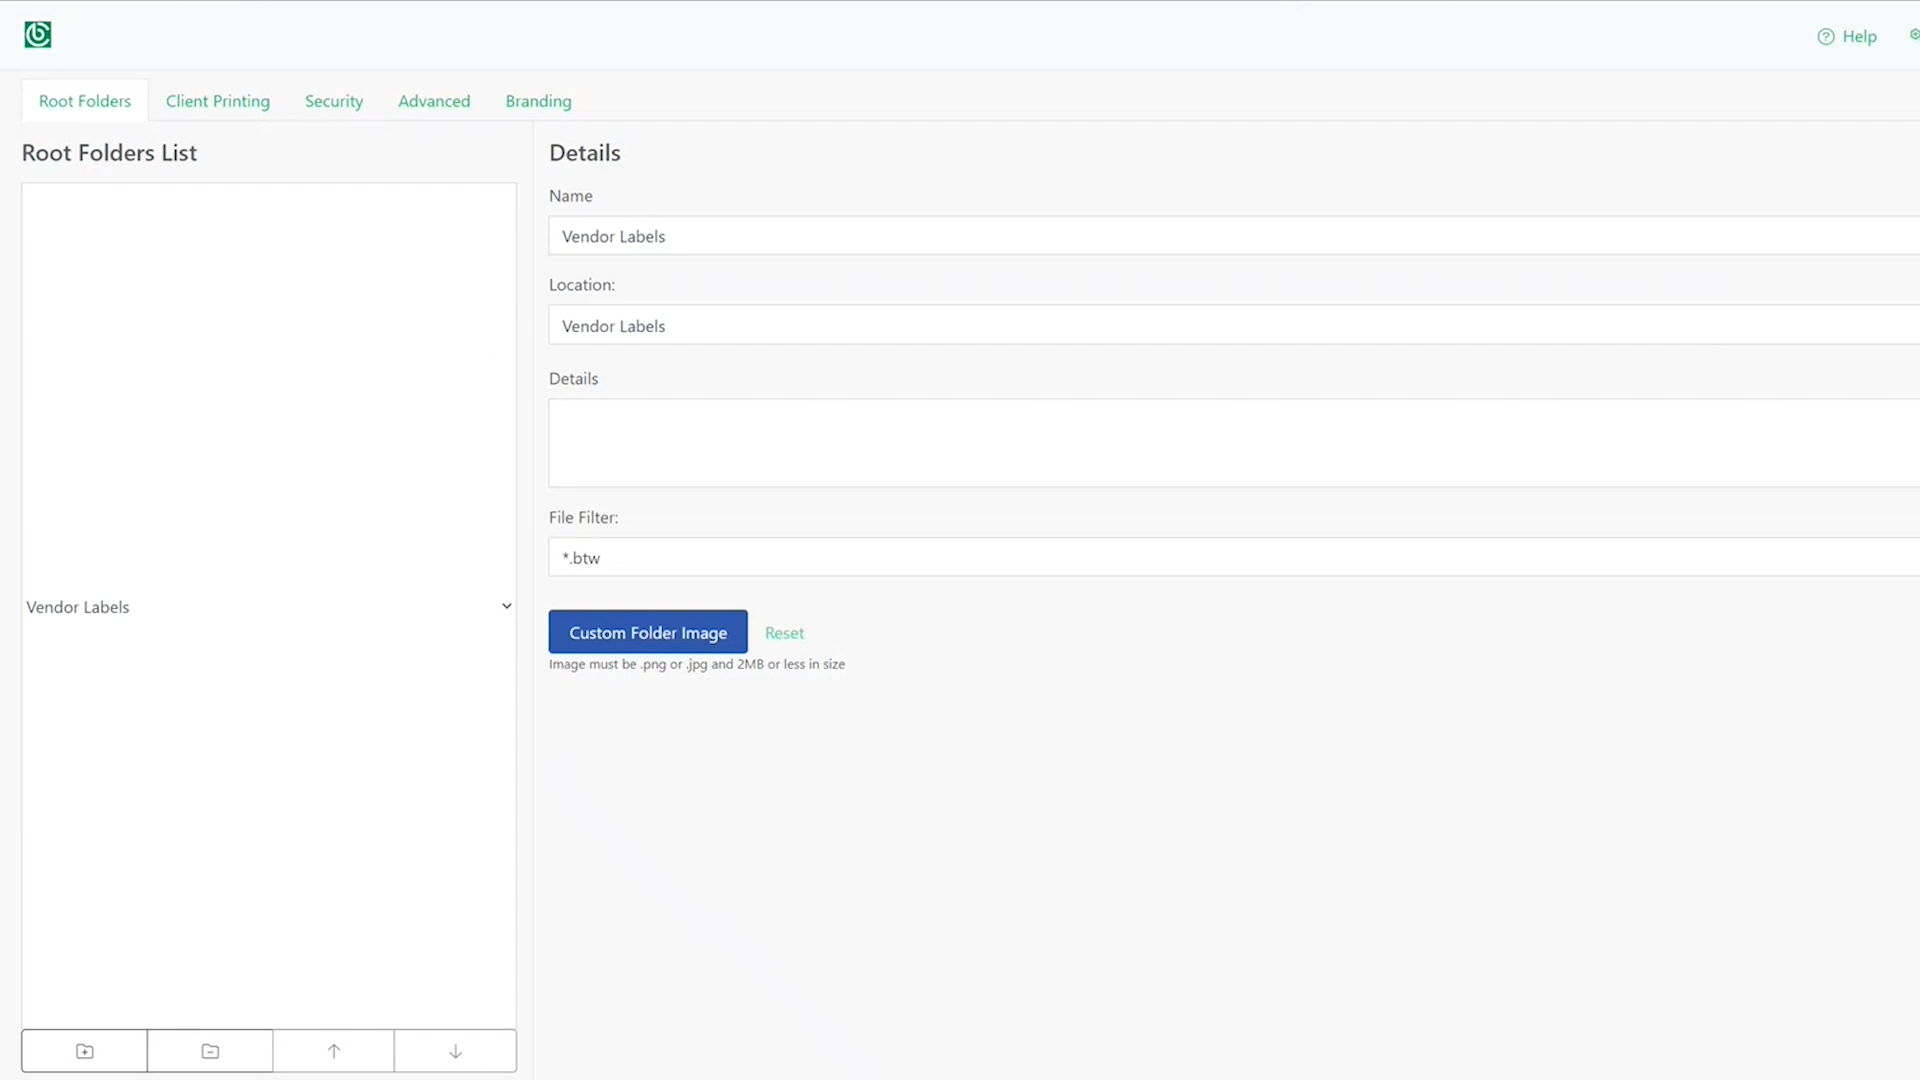 Help
Root Folders
Client Printing
Security
Advanced
Branding
Root Folders List
Vendor Labels
Details
Name
Vendor Labels
Location:
Vendor Labels
Details
File Filter:
*.btw
Custom Folder Image
Reset
Image must be .png or .jpg and 2MB or less in size